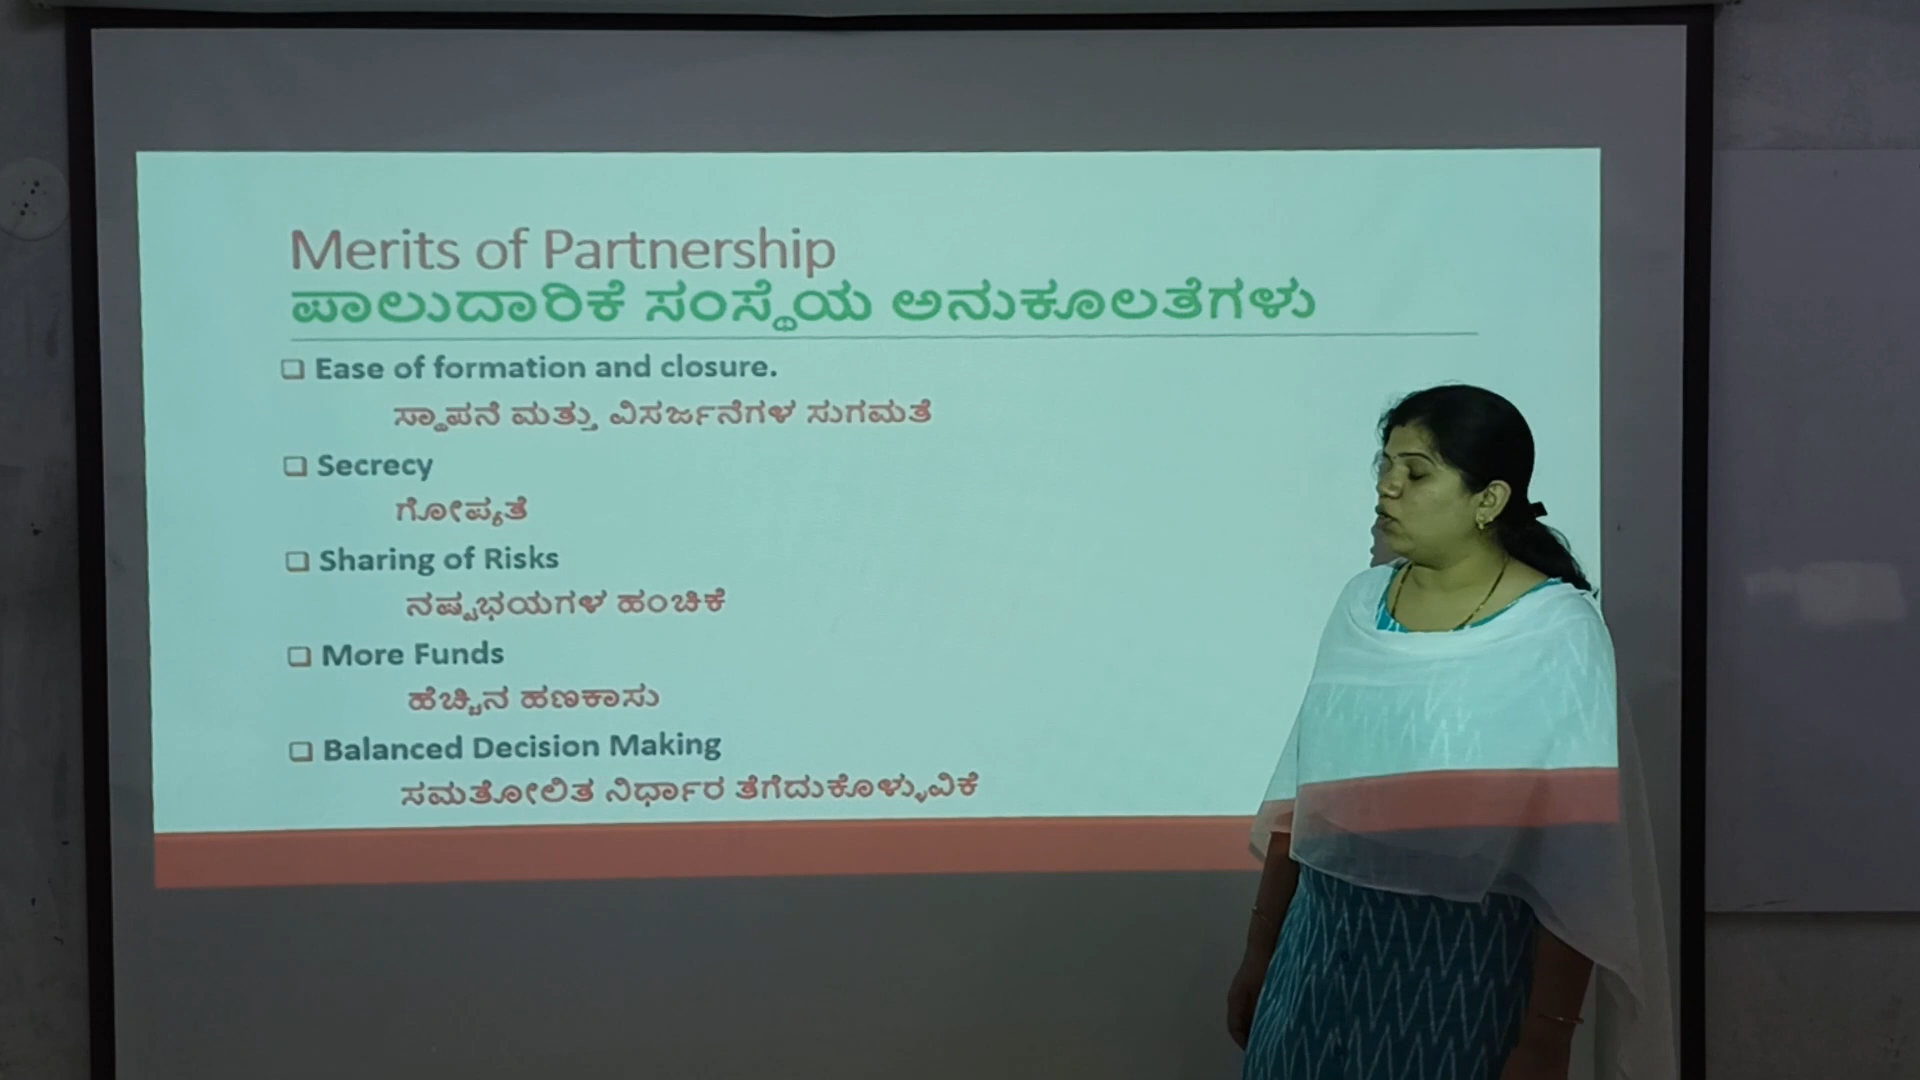 Merits of Partnership
ಪಾಲುದಾರಿಕೆ ಸಂಸ್ಥೆಯ ಅನುಕೂಲತೆಗಳು
Ease of formation and closure.
ಸ್ಥಾಪನೆ ಮತ್ತು ವಿಸರ್ಜನೆಗಳ ಸುಗಮತೆ
Secrecy
ಗೋಪ್ಯತೆ
Sharing of Risks
ನಷ್ಟಭಯಗಳ ಹಂಚಿಕೆ
More Funds
ಹೆಚ್ಚಿನ ಹಣಕಾಸು
Balanced Decision Making
ಸಮತೋಲಿತ ನಿರ್ಧಾರ ತೆಗೆದುಕೊಳ್ಳುವಿಕೆ